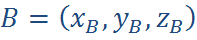 B = (x_B, y_B, z_B)